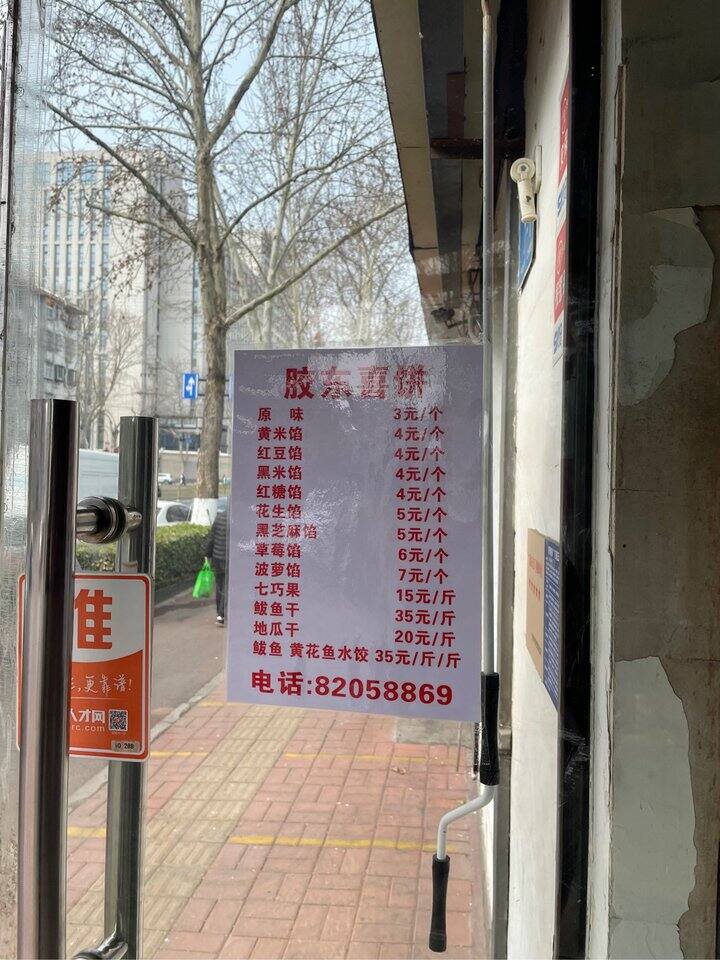 胶东喜饼
原 味 3元/个
黄米馅 4元/个
红豆馅 4元/个
黑米馅 4元/个
红糖馅 4元/个
花生馅 5元/个
黑芝麻馅 5元/个
草莓馅 6元/个
波萝馅 7元/个
七巧果 15元/斤
鲅鱼干 35元/斤
地瓜干 20元/斤
鲅鱼 黄花鱼水饺 35元/斤/斤
电话:82058869
准
,更靠谱!
人才网
rc.com